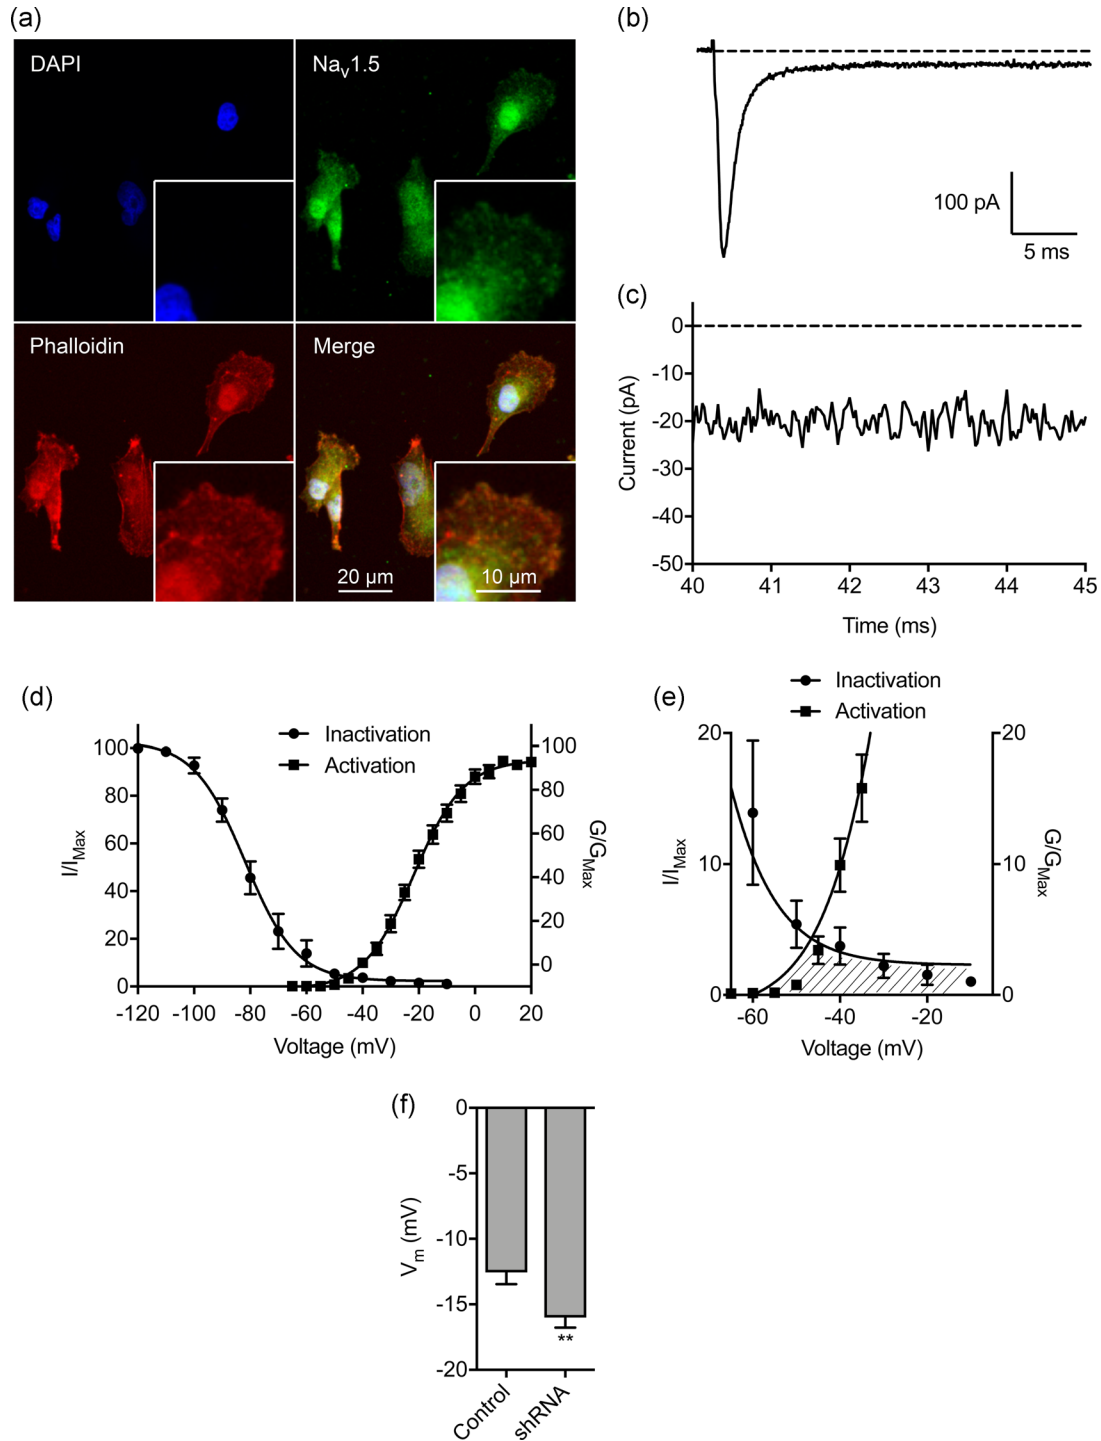 (a)
DAPI
Nav1.5
Phalloidin
Merge
20 µm
10 µm
(b)
100 pA
5 ms
(c)
0
-10
-20
-30
-40
-50
Current (pA)
40 41 42 43 44 45
Time (ms)
(d)
Inactivation
Activation
100
80
60
40
20
0
I/IMax
100
80
60
40
20
0
G/GMax
-120 -100 -80 -60 -40 -20 0 20
Voltage (mV)
(e)
Inactivation
Activation
20
10
0
I/IMax
20
10
0
G/GMax
-60 -40 -20
Voltage (mV)
(f)
0
-5
-10
-15
-20
Vm (mV)
**
Control
shRNA